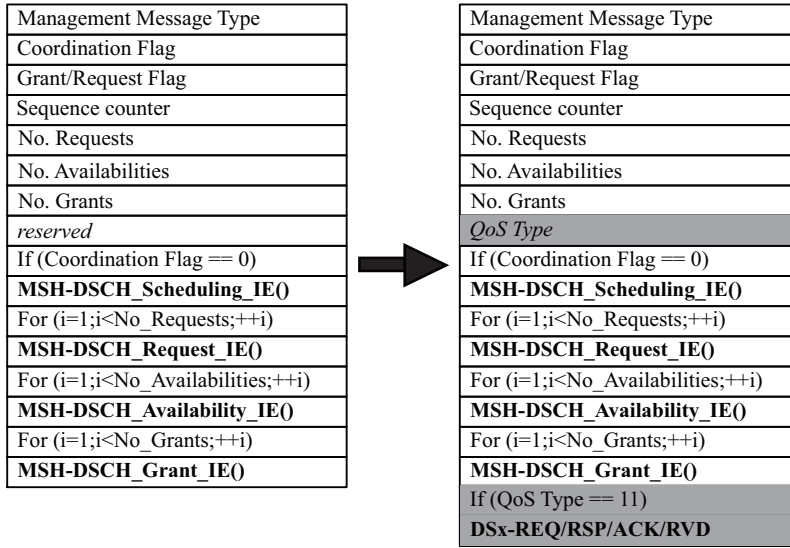 Management Message Type
Coordination Flag
Grant/Request Flag
Sequence counter
No. Requests
No. Availabilities
No. Grants
reserved
If (Coordination Flag == 0)
MSH-DSCH_Scheduling_IE()
For (i=1;i<No_Requests;++i)
MSH-DSCH_Request_IE()
For (i=1;i<No_Availabilities;++i)
MSH-DSCH_Availability_IE()
For (i=1;i<No_Grants;++i)
MSH-DSCH_Grant_IE()
Management Message Type
Coordination Flag
Grant/Request Flag
Sequence counter
No. Requests
No. Availabilities
No. Grants
QoS Type
If (Coordination Flag == 0)
MSH-DSCH_Scheduling_IE()
For (i=1;i<No_Requests;++i)
MSH-DSCH_Request_IE()
For (i=1;i<No_Availabilities;++i)
MSH-DSCH_Availability_IE()
For (i=1;i<No_Grants;++i)
MSH-DSCH_Grant_IE()
If (QoS Type == 11)
DSx-REQ/RSP/ACK/RVD